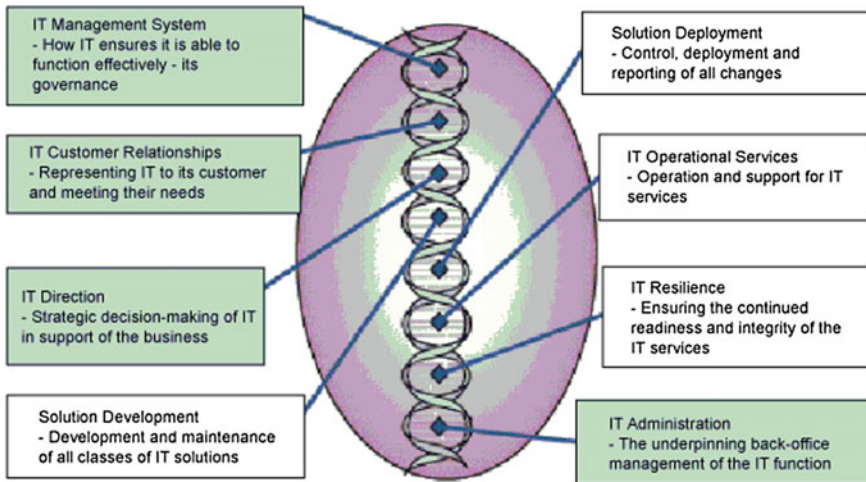 IT Management System
- How IT ensures it is able to
function effectively - its
governance
IT Customer Relationships
- Representing IT to its customer
and meeting their needs
IT Direction
- Strategic decision-making of IT
in support of the business
Solution Development
- Development and maintenance
of all classes of IT solutions
Solution Deployment
- Control, deployment and
reporting of all changes
IT Operational Services
- Operation and support for IT
services
IT Resilience
- Ensuring the continued
readiness and integrity of the
IT services
IT Administration
- The underpinning back-office
management of the IT function